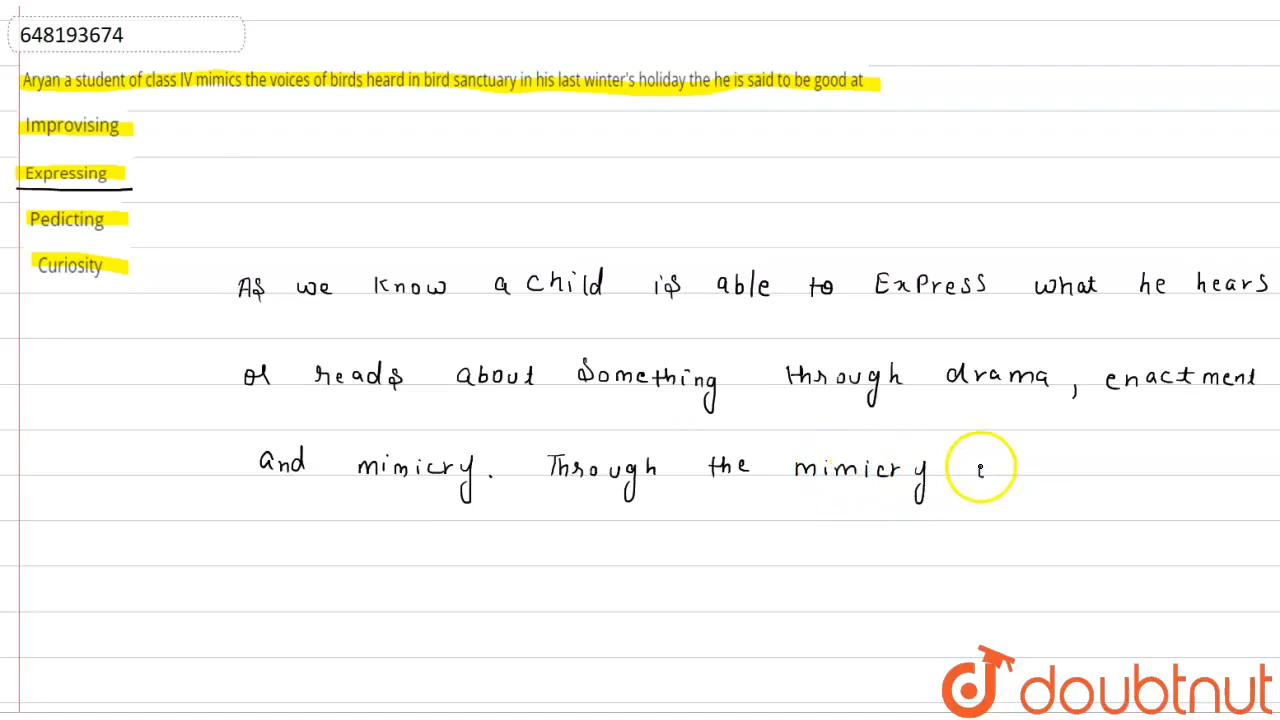 648193674
Aryan a student of class IV mimics the voices of birds heard in bird sanctuary in his last winter's holiday the he is said to be good at
Improvising
Expressing
Pedicting
Curiosity
As we know a child is able to Express what he hears
or reads about something through drama, enactment
and mimicry. Through the mimicry
doubtnut